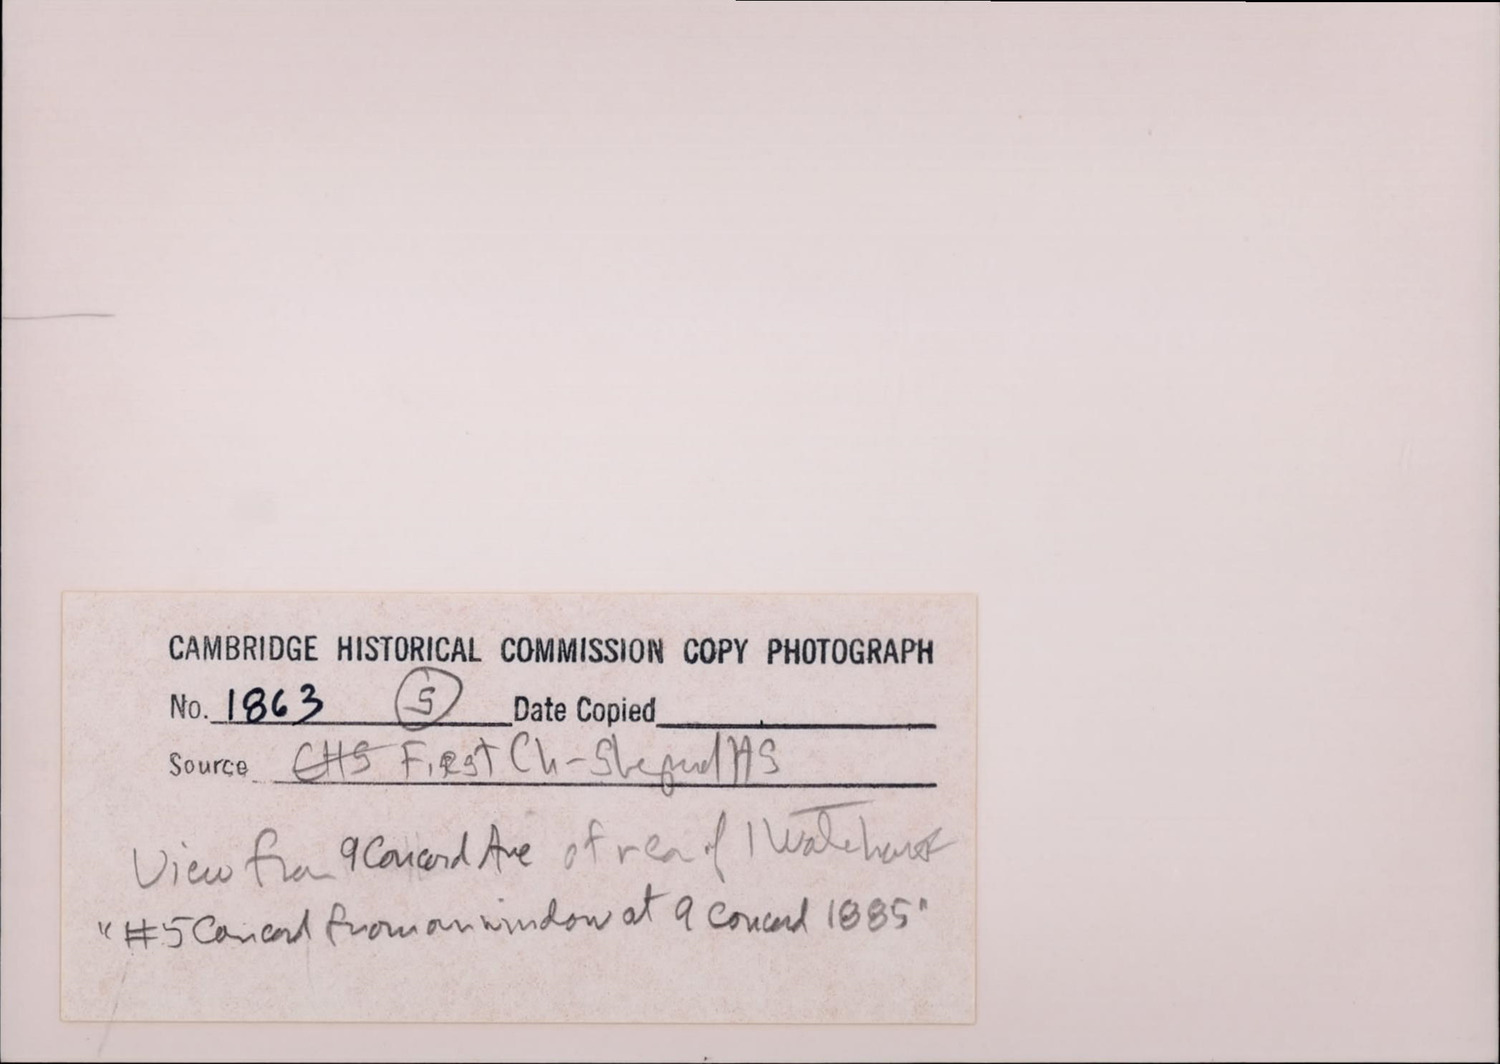 CAMBRIDGE HISTORICAL COMMISSION COPY PHOTOGRAPH
No. 1863 5 Date Copied
Source CHS First Ch - Shepard HS
View from 9 Concord Ave of rear of 1 Waterhouse
"#5 Concord from our window at 9 Concord 1885"